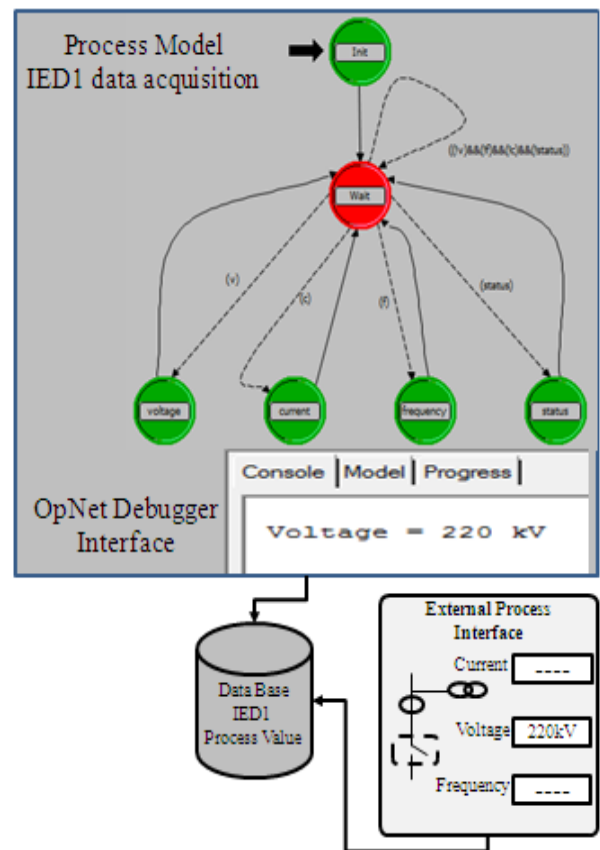 Process Model
IED1 data acquisition
Init
((!v)&&(!f)&&(!c)&&(!status))
Wait
(v)
(c)
(f)
(status)
voltage
current
frequency
status
OpNet Debugger
Interface
Console
Model
Progress
Voltage = 220 kV
Data Base
IED1
Process Value
External Process
Interface
Current
----
Voltage
220kV
Frequency
----